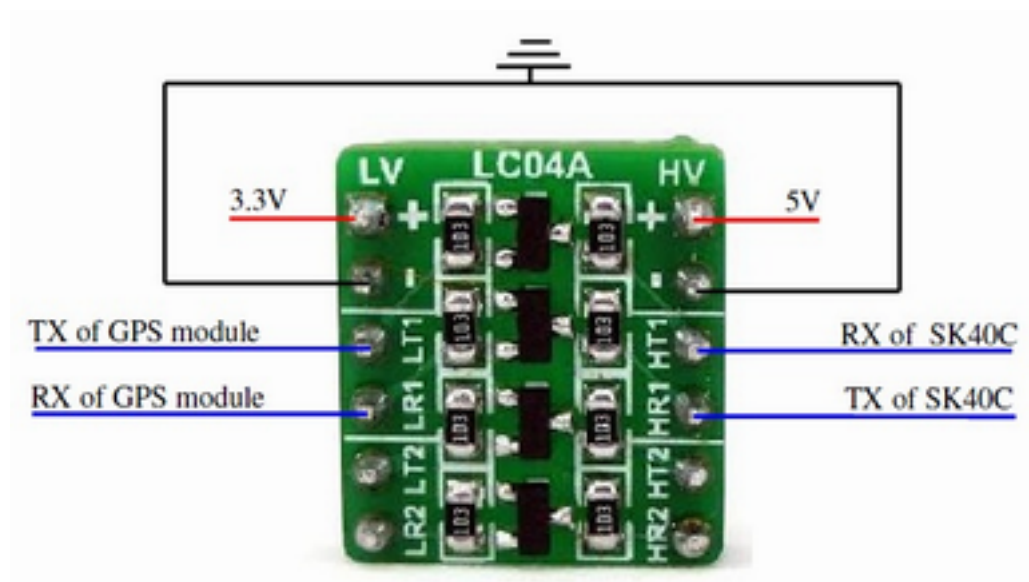 LC04A
LV HV
3.3V + + 5V
- -
TX of GPS module LT1 HT1 RX of SK40C
RX of GPS module LR1 HR1 TX of SK40C
LT2 HT2
LR2 HR2
103 103
103 103
103 103
103 103